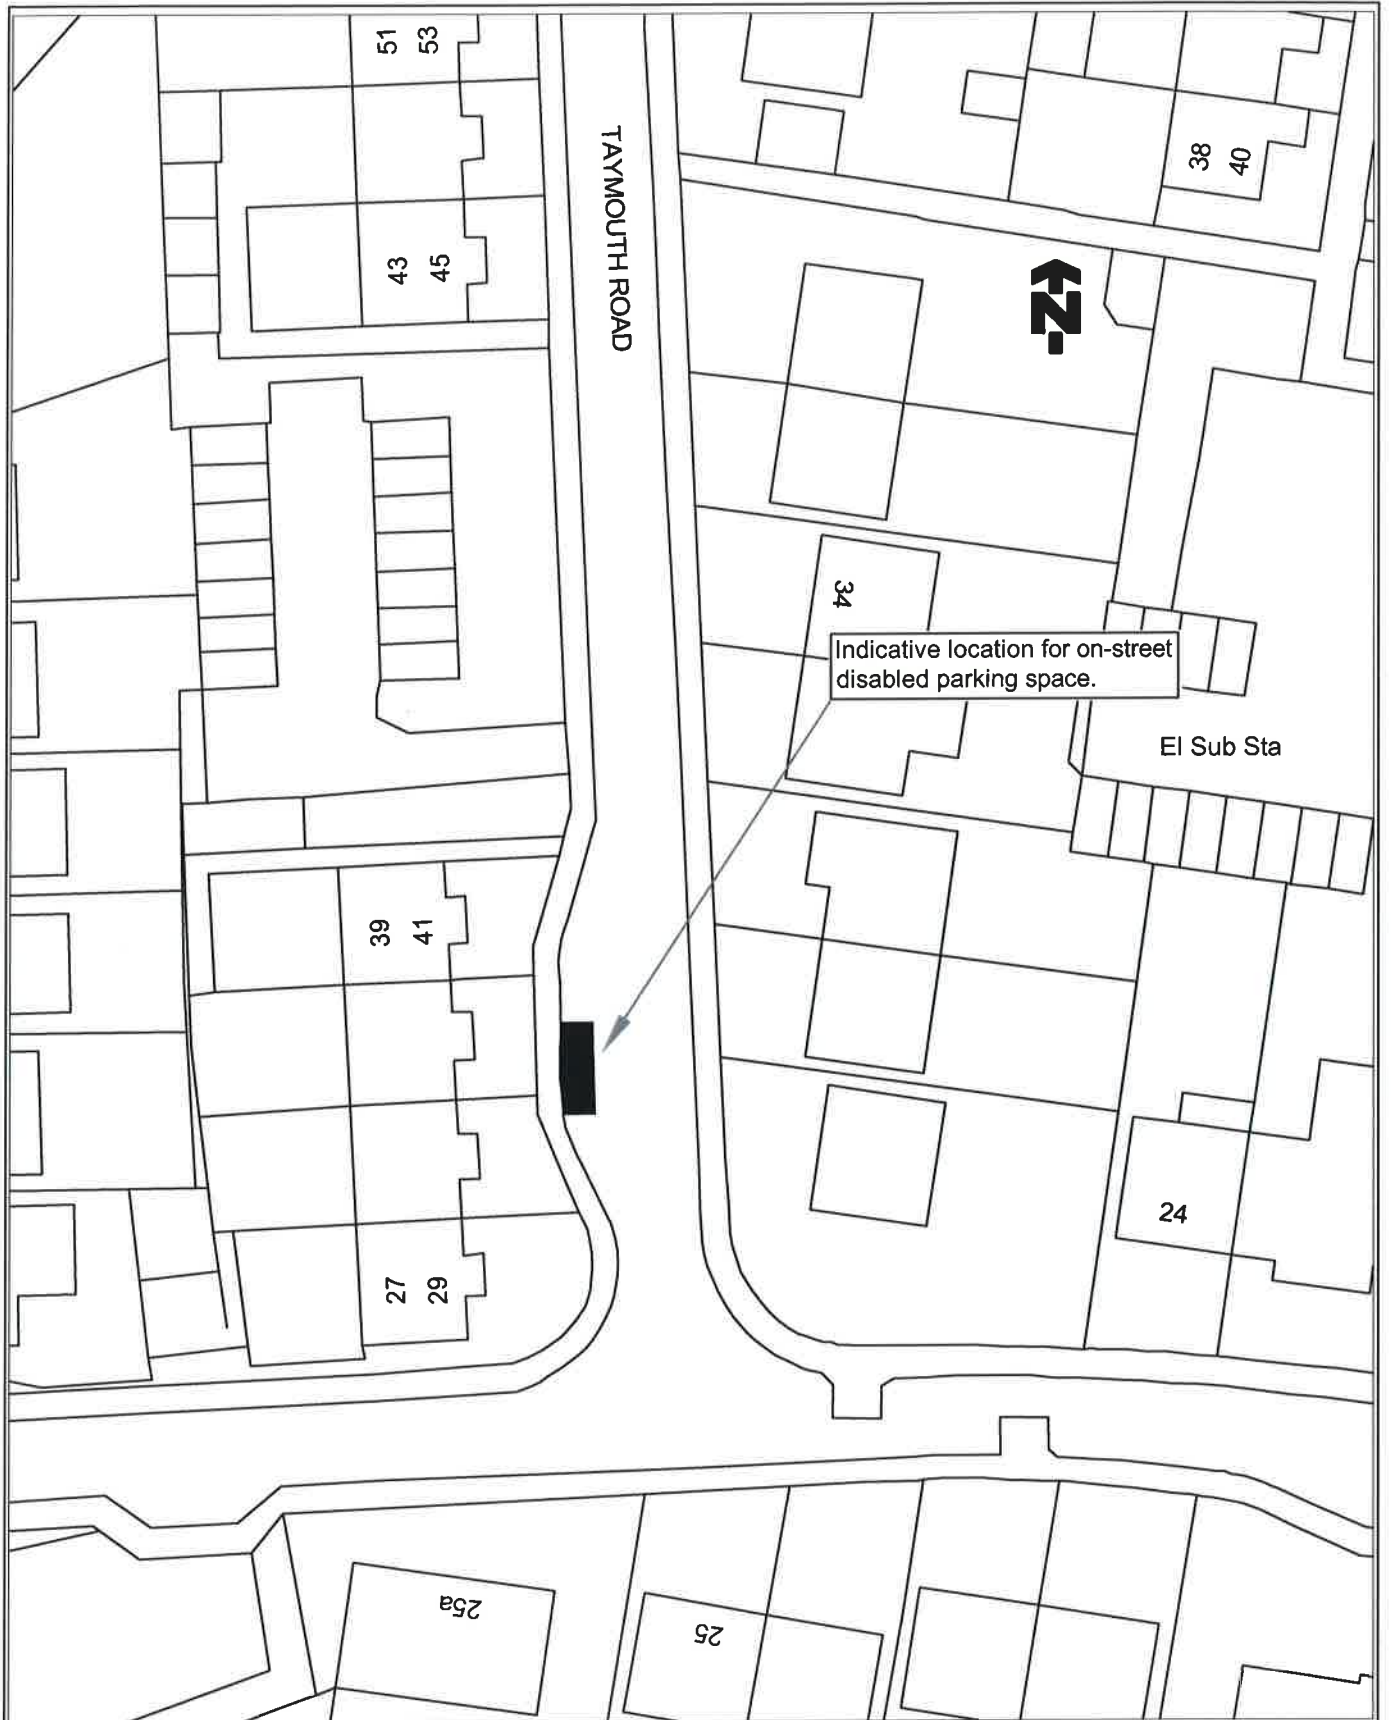 51 53
TAYMOUTH ROAD
38 40
43 45
N
34
Indicative location for on-street
disabled parking space.
El Sub Sta
39 41
24
27 29
25a
25